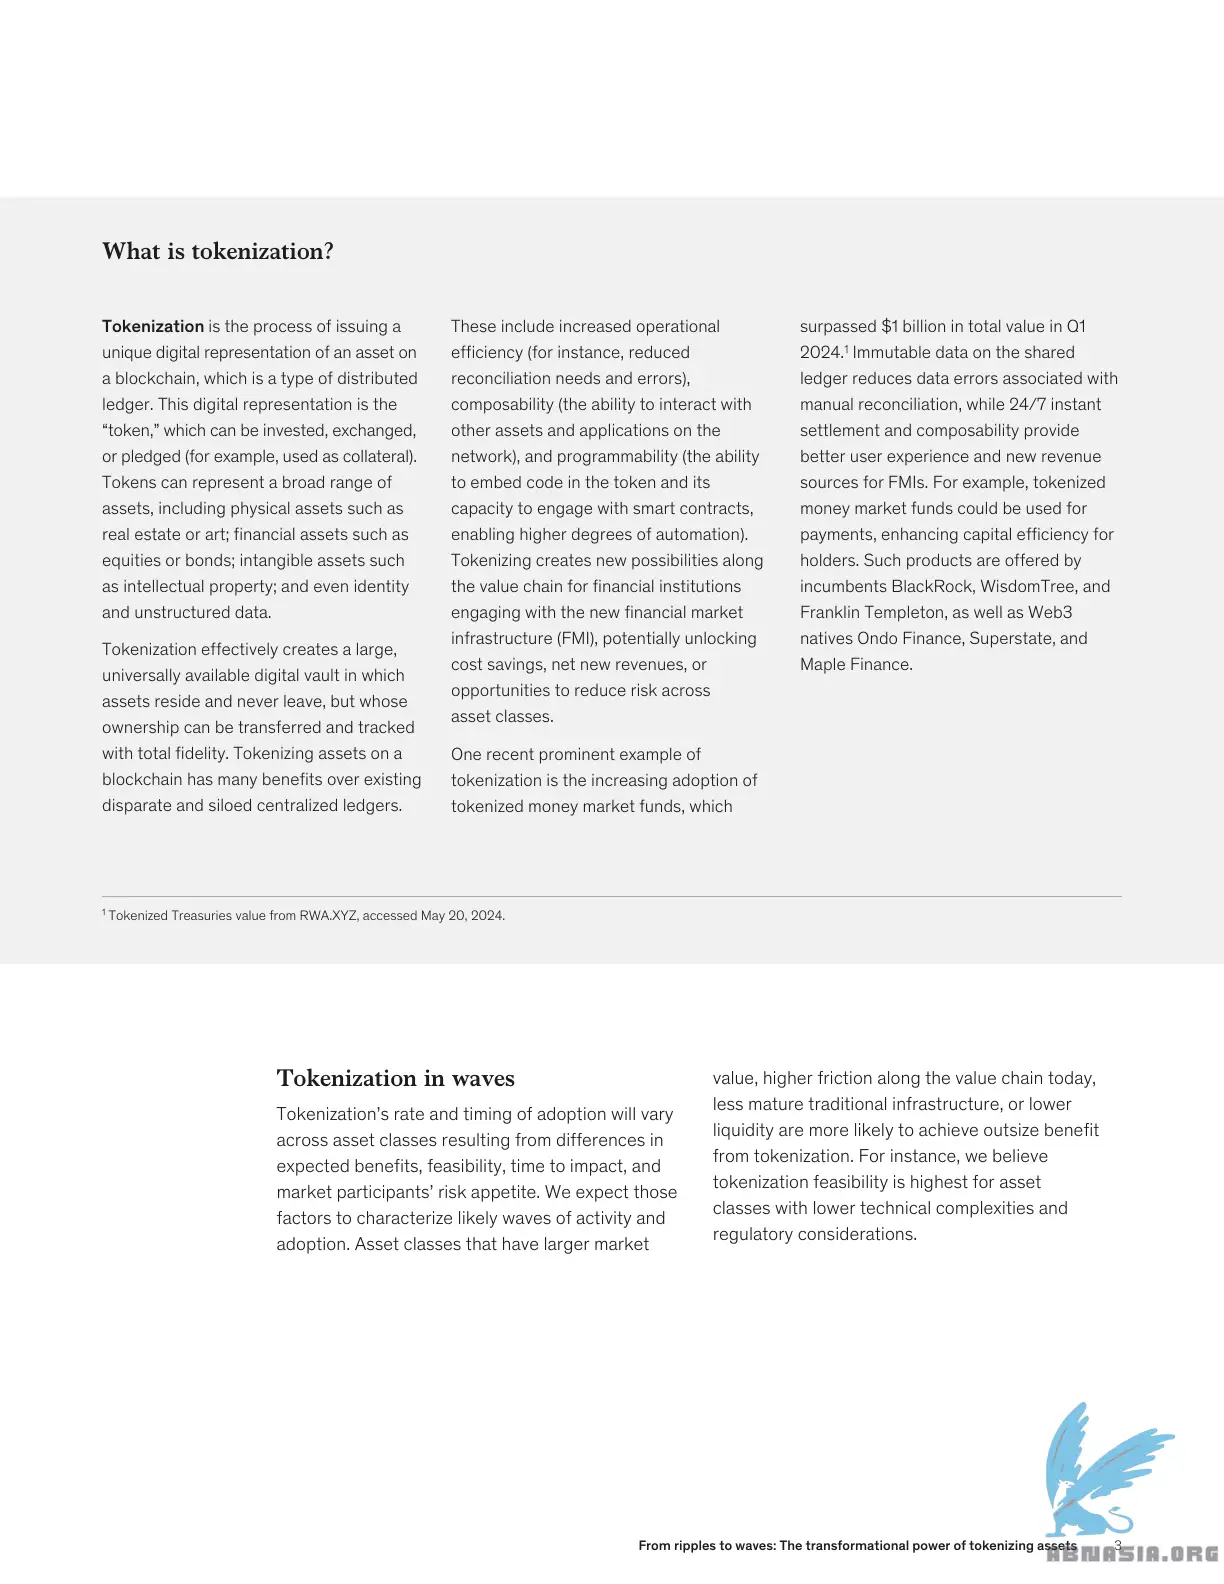 What is tokenization?
Tokenization is the process of issuing a
unique digital representation of an asset on
a blockchain, which is a type of distributed
ledger. This digital representation is the
“token,” which can be invested, exchanged,
or pledged (for example, used as collateral).
Tokens can represent a broad range of
assets, including physical assets such as
real estate or art; financial assets such as
equities or bonds; intangible assets such
as intellectual property; and even identity
and unstructured data.
Tokenization effectively creates a large,
universally available digital vault in which
assets reside and never leave, but whose
ownership can be transferred and tracked
with total fidelity. Tokenizing assets on a
blockchain has many benefits over existing
disparate and siloed centralized ledgers.
These include increased operational
efficiency (for instance, reduced
reconciliation needs and errors),
composability (the ability to interact with
other assets and applications on the
network), and programmability (the ability
to embed code in the token and its
capacity to engage with smart contracts,
enabling higher degrees of automation).
Tokenizing creates new possibilities along
the value chain for financial institutions
engaging with the new financial market
infrastructure (FMI), potentially unlocking
cost savings, net new revenues, or
opportunities to reduce risk across
asset classes.
One recent prominent example of
tokenization is the increasing adoption of
tokenized money market funds, which
surpassed $1 billion in total value in Q1
2024.¹ Immutable data on the shared
ledger reduces data errors associated with
manual reconciliation, while 24/7 instant
settlement and composability provide
better user experience and new revenue
sources for FMIs. For example, tokenized
money market funds could be used for
payments, enhancing capital efficiency for
holders. Such products are offered by
incumbents BlackRock, WisdomTree, and
Franklin Templeton, as well as Web3
natives Ondo Finance, Superstate, and
Maple Finance.
¹ Tokenized Treasuries value from RWA.XYZ, accessed May 20, 2024.
Tokenization in waves
Tokenization’s rate and timing of adoption will vary
across asset classes resulting from differences in
expected benefits, feasibility, time to impact, and
market participants’ risk appetite. We expect those
factors to characterize likely waves of activity and
adoption. Asset classes that have larger market
value, higher friction along the value chain today,
less mature traditional infrastructure, or lower
liquidity are more likely to achieve outsize benefit
from tokenization. For instance, we believe
tokenization feasibility is highest for asset
classes with lower technical complexities and
regulatory considerations.
From ripples to waves: The transformational power of tokenizing assets 3
ABNASIA.ORG